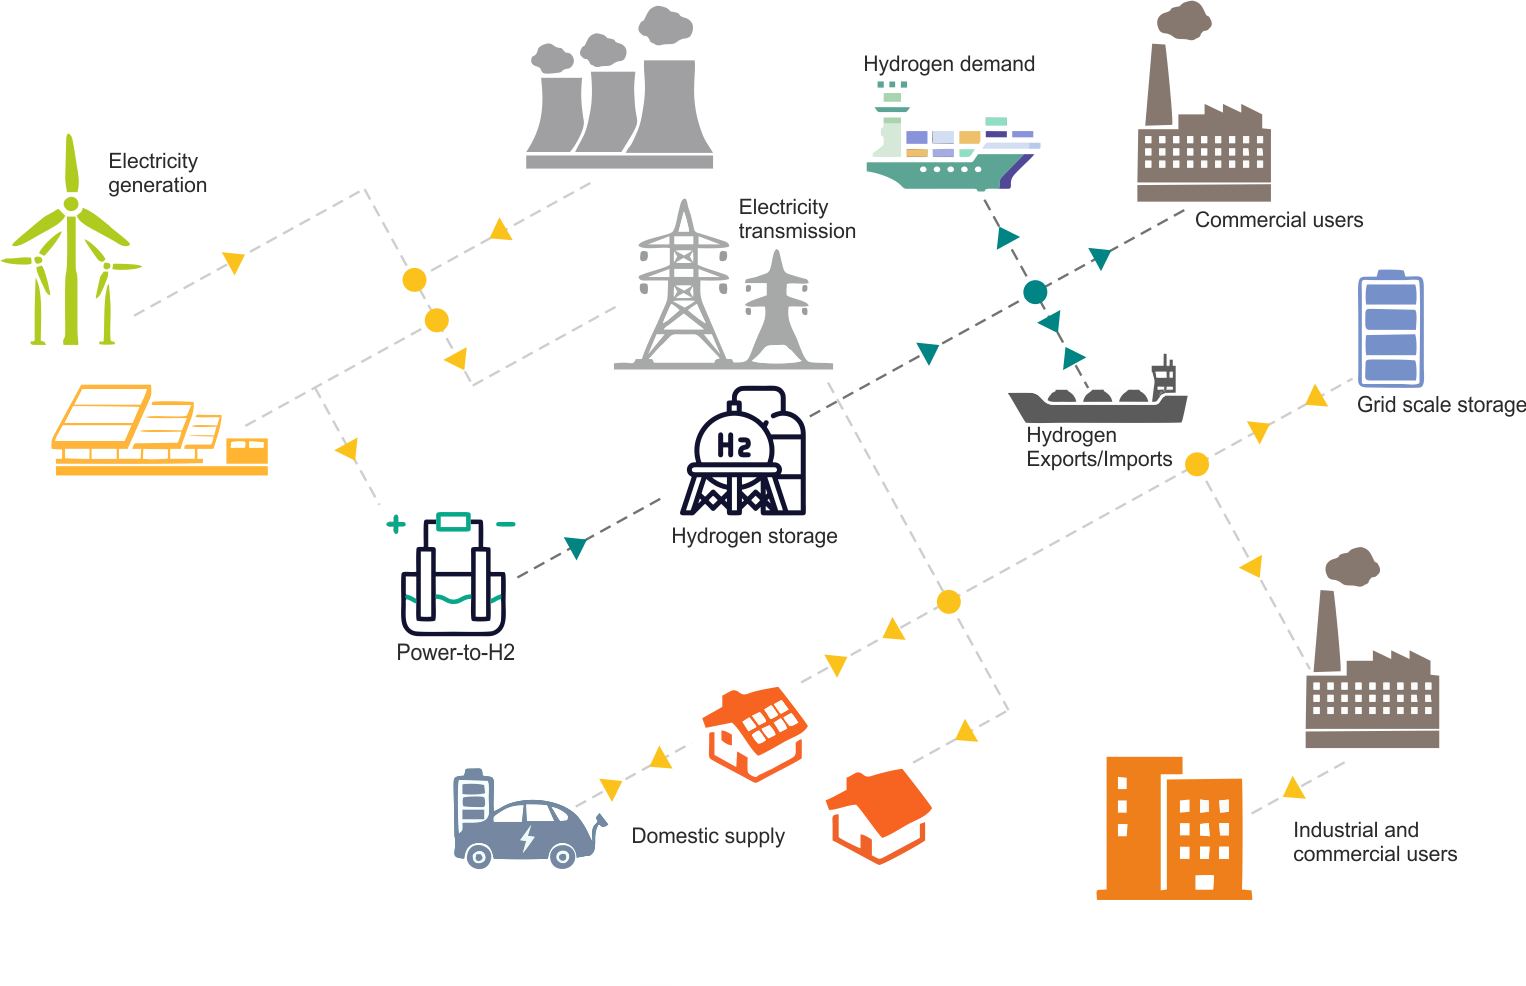 Hydrogen demand
Electricity
generation
Electricity
transmission
Commercial users
Grid scale storage
Hydrogen
Exports/Imports
H2
Hydrogen storage
+ −
Power-to-H2
Domestic supply
Industrial and
commercial users